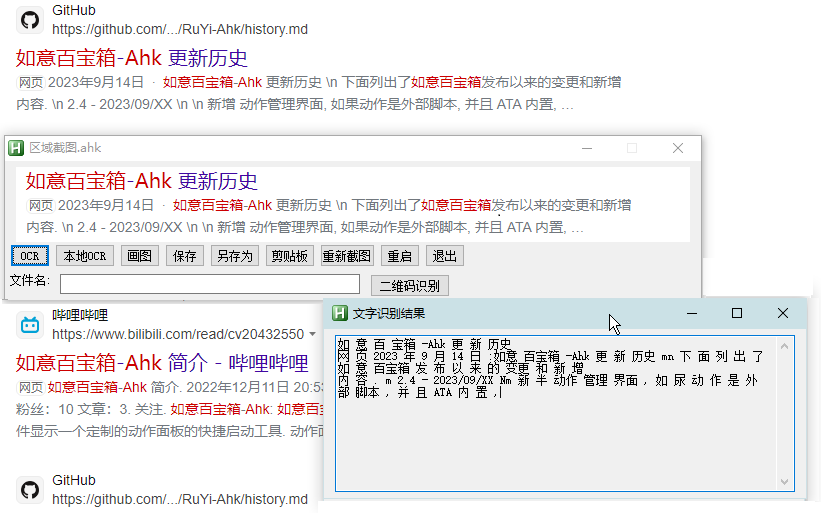 GitHub
https://github.com/.../RuYi-Ahk/history.md
如意百宝箱-Ahk 更新历史
网页 2023年9月14日 · 如意百宝箱-Ahk 更新历史 \n 下面列出了如意百宝箱发布以来的变更和新增
内容. \n 2.4 - 2023/09/XX \n \n 新增 动作管理界面, 如果动作是外部脚本, 并且 ATA 内置, …
区域截图.ahk
如意百宝箱-Ahk 更新历史
网页 2023年9月14日 · 如意百宝箱-Ahk 更新历史 \n 下面列出了如意百宝箱发布以来的变更和新增
内容. \n 2.4 - 2023/09/XX \n \n 新增 动作管理界面, 如果动作是外部脚本, 并且 ATA 内置, …
OCR 本地OCR 画图 保存 另存为 剪贴板 重新截图 重启 退出
文件名: 二维码识别
哔哩哔哩
https://www.bilibili.com/read/cv20432550
如意百宝箱-Ahk 简介 - 哔哩哔哩
网页 如意百宝箱-Ahk 简介. 2022年12月11日 20:5
粉丝：10 文章：3. 关注. 如意百宝箱-Ahk: 如意百
件显示一个定制的动作面板的快捷启动工具. 动作面
文字识别结果
如 意 百 宝箱 -Ahk 更 新 历史
网 页 2023 年 9 月 14 日 :如意 百宝箱 -Ahk 更 新 历史 mn 下 面 列 出 了
如意 百宝箱 发 布 以 来 的 变更 和 新 增
内 容 . m 2.4 - 2023/09/XX Nm 新 半 动作 管理 界面 , 如 尿 动 作 是 外
部 脚本 , 并 且 ATA 内 置 ,
GitHub
https://github.com/.../RuYi-Ahk/history.md